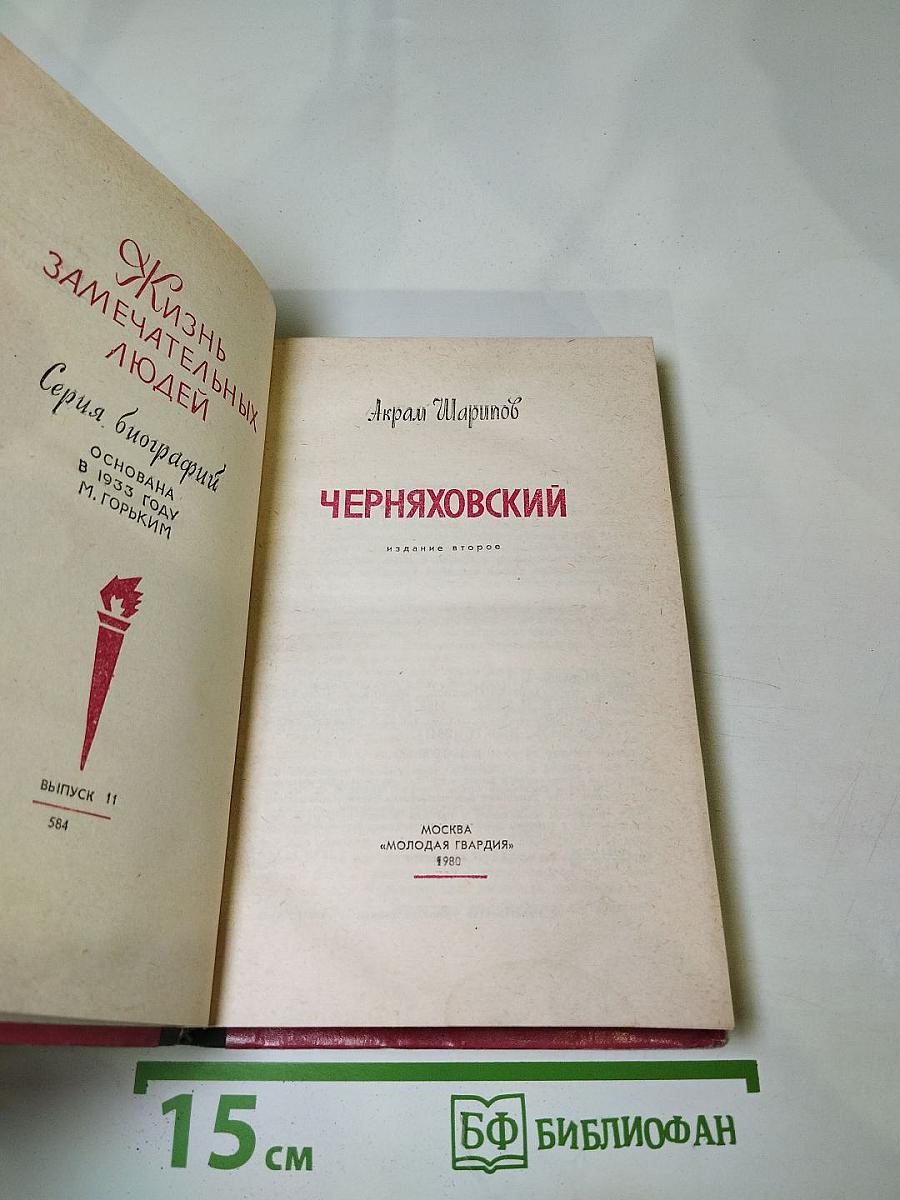 Жизнь
ЗАМЕЧАТЕЛЬНЫХ
ЛЮДЕЙ
Серия биографий
ОСНОВАНА
В 1933 ГОДУ
М. ГОРЬКИМ
ВЫПУСК 11
584
Акрам Шарипов
ЧЕРНЯХОВСКИЙ
издание второе
МОСКВА
«МОЛОДАЯ ГВАРДИЯ»
1980
15 см
БФ БИБЛИОФАН